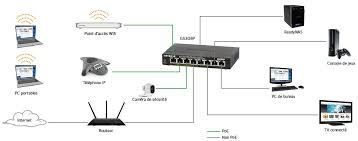 Point d'accès Wifi
GS308P
ReadyNAS
Console de jeux
PC portables
Téléphone IP
Caméra de sécurité
PC de bureau
Internet
Routeur
TV connecté
PoE
Non PoE